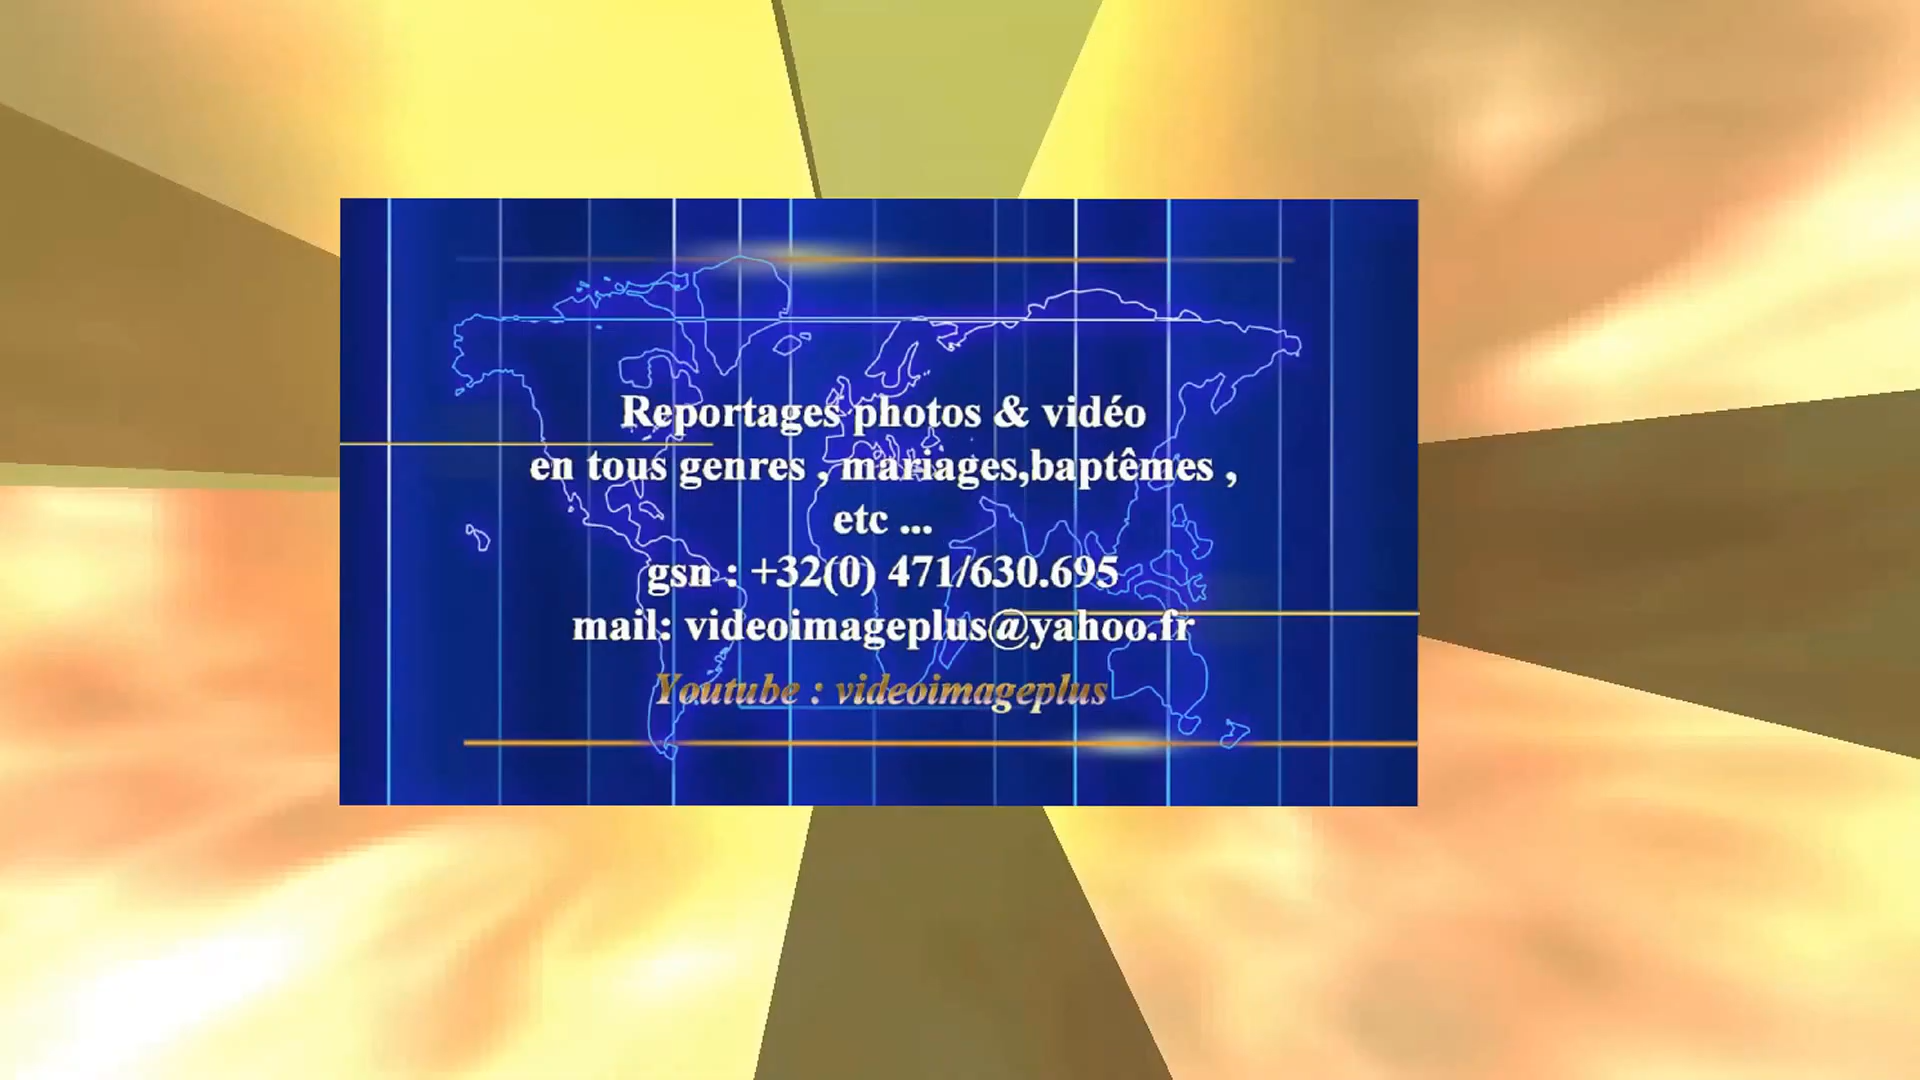 Reportages photos & vidéo
en tous genres , mariages,baptêmes ,
etc ...
gsn : +32(0) 471/630.695
mail: videoimageplus@yahoo.fr
Youtube : videoimageplus